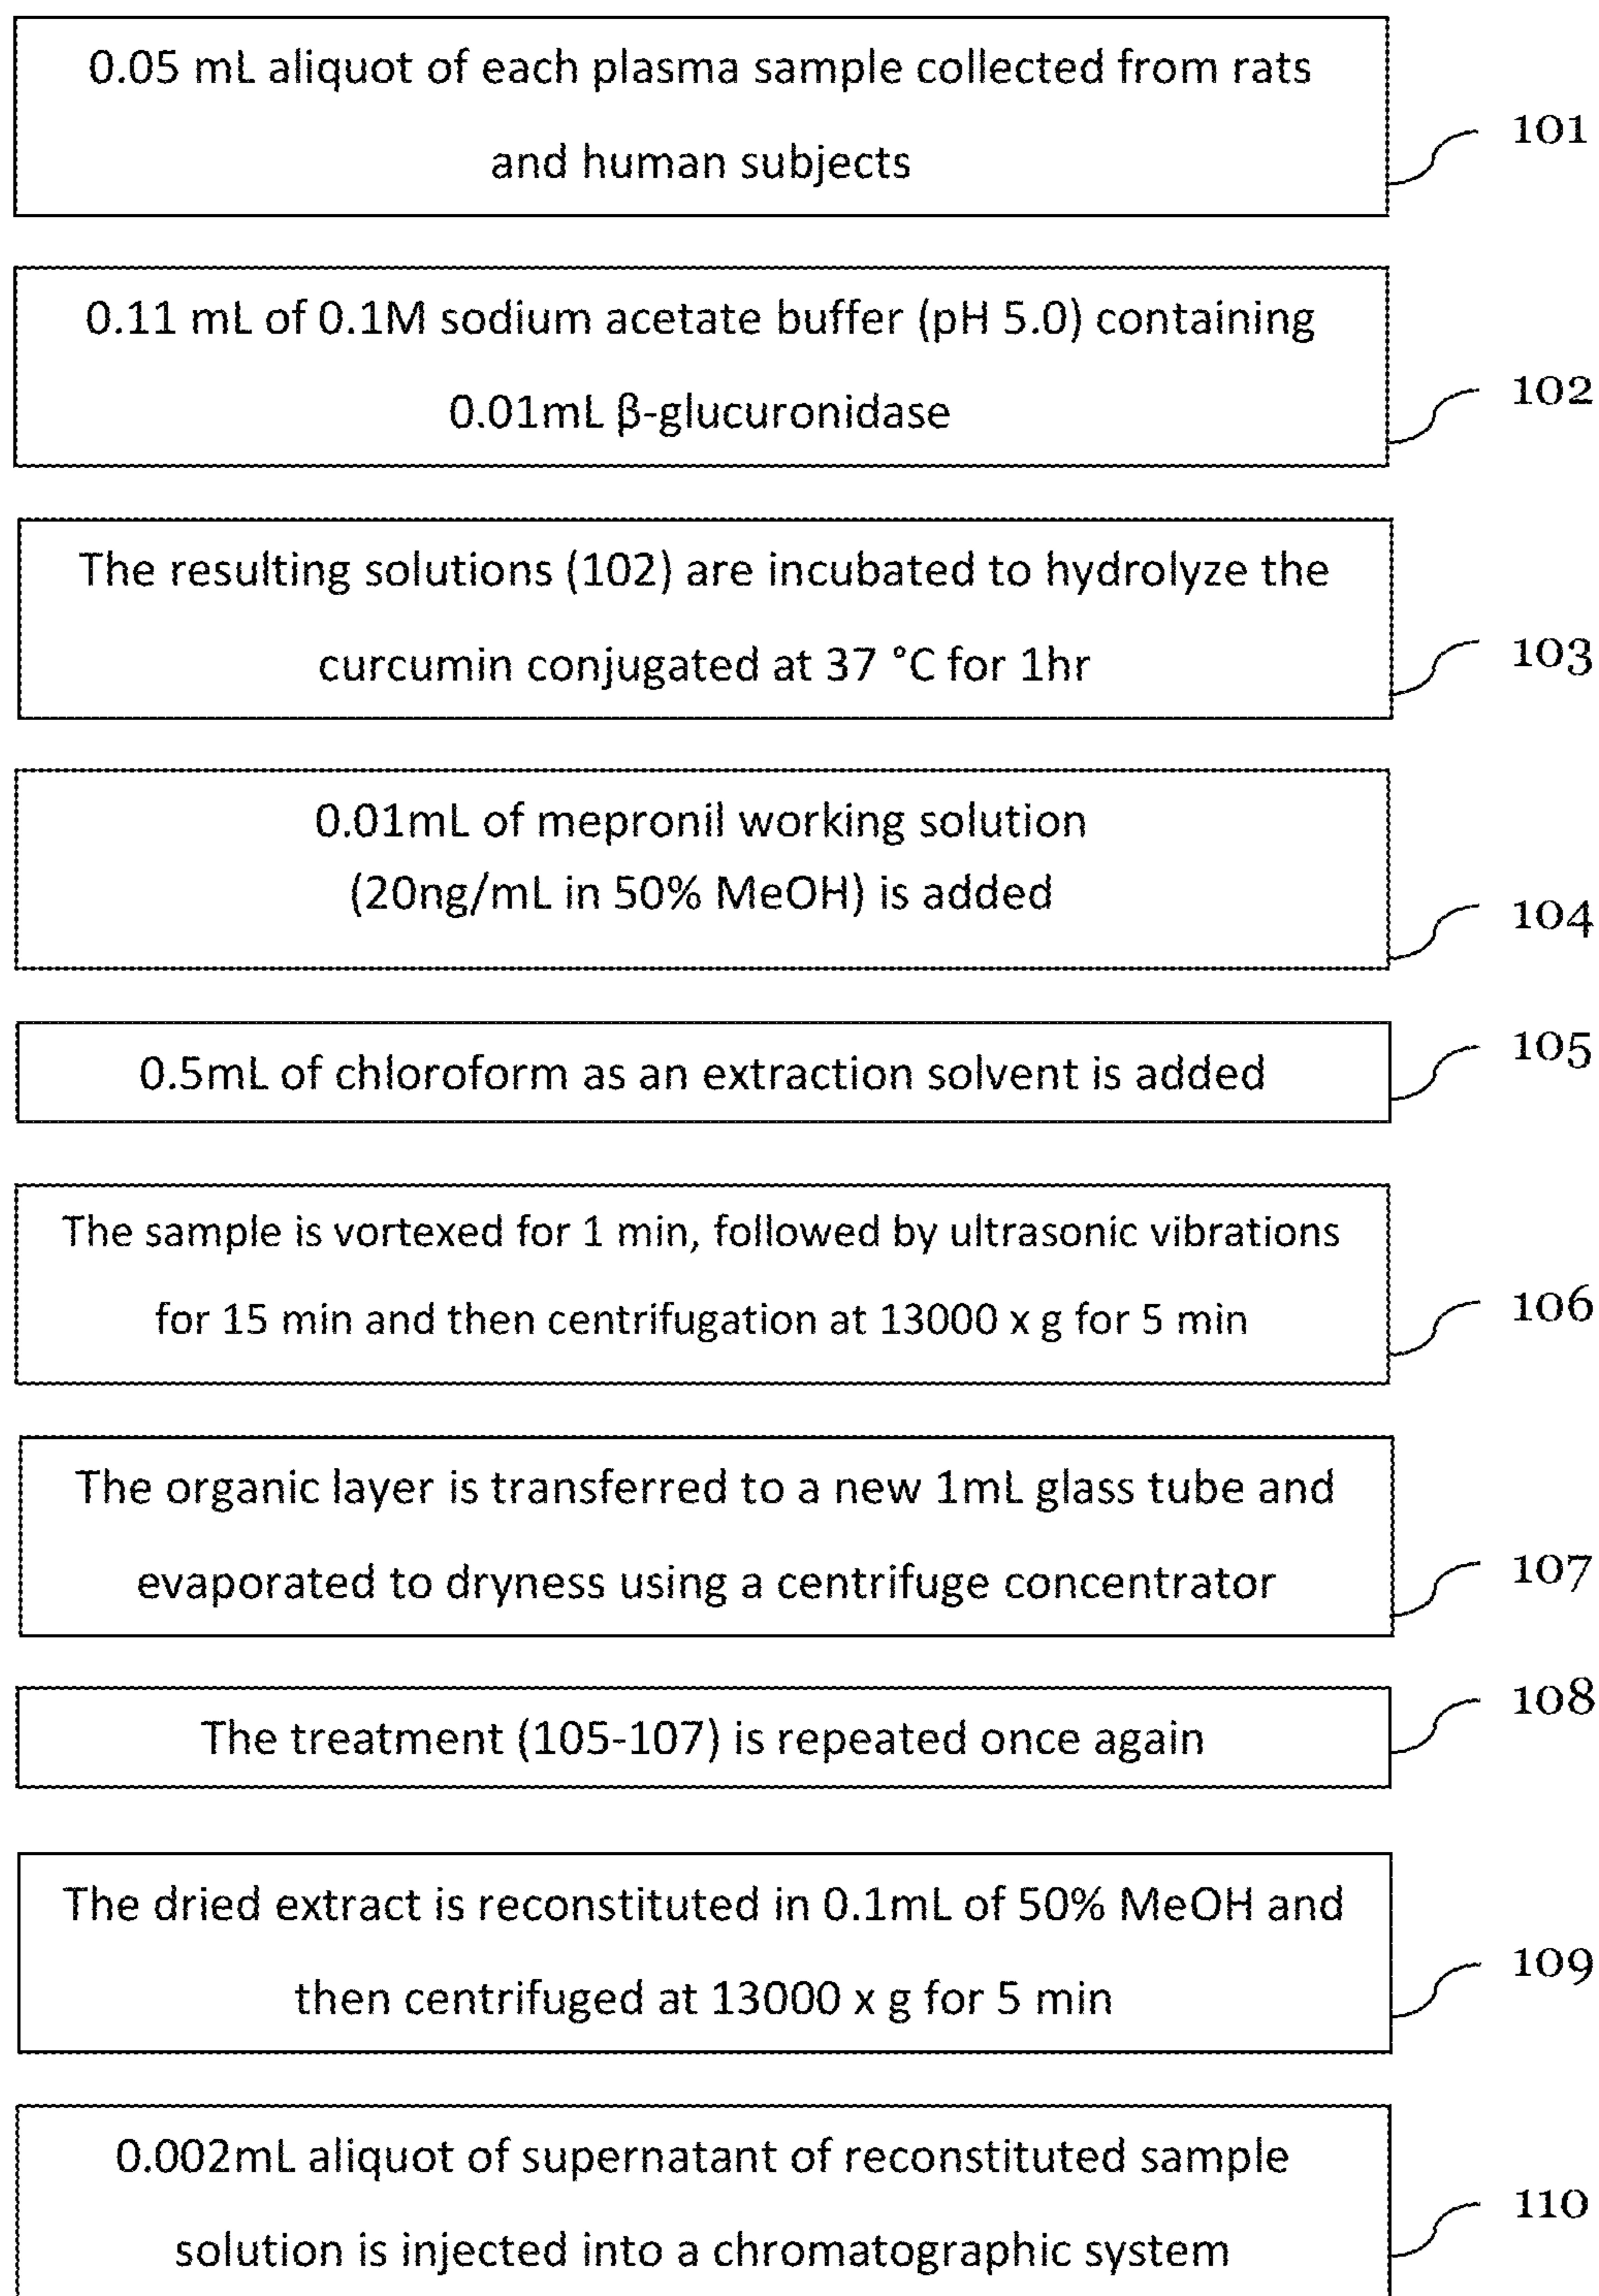 0.05 mL aliquot of each plasma sample collected from rats
and human subjects
101
0.11 mL of 0.1M sodium acetate buffer (pH 5.0) containing
0.01mL β-glucuronidase
102
The resulting solutions (102) are incubated to hydrolyze the
curcumin conjugated at 37 °C for 1hr
103
0.01mL of mepronil working solution
(20ng/mL in 50% MeOH) is added
104
0.5mL of chloroform as an extraction solvent is added
105
The sample is vortexed for 1 min, followed by ultrasonic vibrations
for 15 min and then centrifugation at 13000 x g for 5 min
106
The organic layer is transferred to a new 1mL glass tube and
evaporated to dryness using a centrifuge concentrator
107
The treatment (105-107) is repeated once again
108
The dried extract is reconstituted in 0.1mL of 50% MeOH and
then centrifuged at 13000 x g for 5 min
109
0.002mL aliquot of supernatant of reconstituted sample
solution is injected into a chromatographic system
110